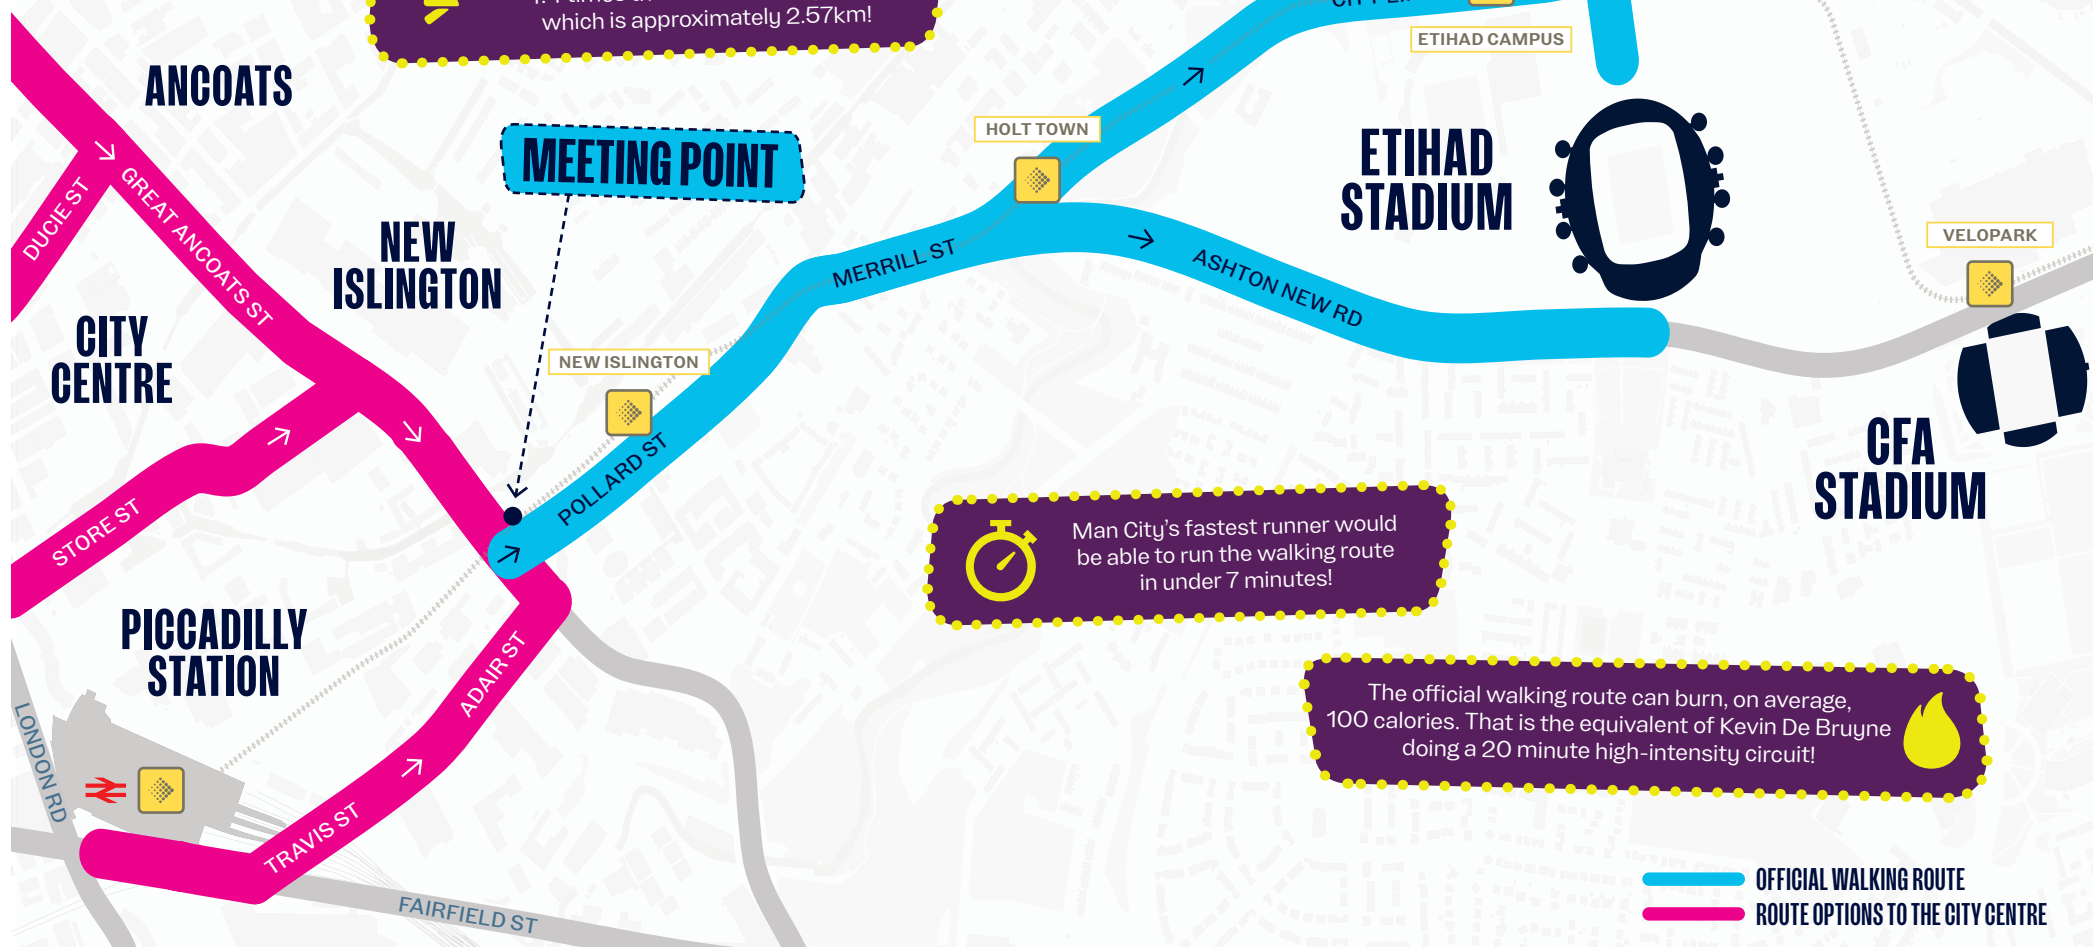 which is approximately 2.57km!
ETIHAD CAMPUS
ANCOATS
MEETING POINT
HOLT TOWN
ETIHAD
STADIUM
DUCIE ST
GREAT ANCOATS ST
NEW
ISLINGTON
MERRILL ST
ASHTON NEW RD
VELOPARK
CITY
CENTRE
NEW ISLINGTON
POLLARD ST
CFA
STADIUM
STORE ST
Man City's fastest runner would
be able to run the walking route
in under 7 minutes!
PICCADILLY
STATION
ADAIR ST
The official walking route can burn, on average,
100 calories. That is the equivalent of Kevin De Bruyne
doing a 20 minute high-intensity circuit!
LONDON RD
TRAVIS ST
FAIRFIELD ST
OFFICIAL WALKING ROUTE
ROUTE OPTIONS TO THE CITY CENTRE